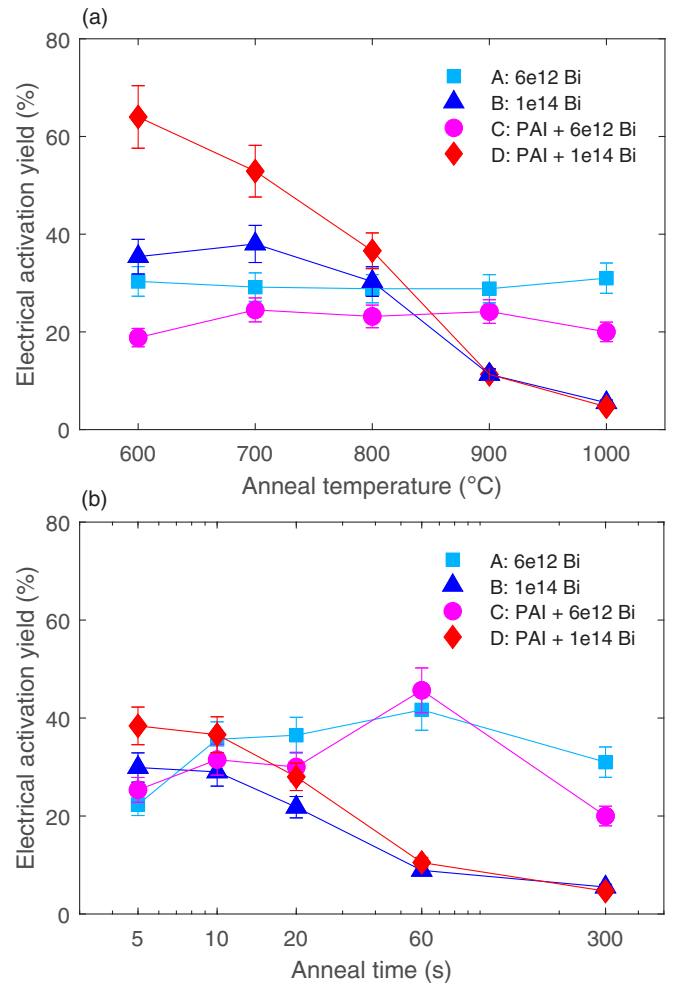 (a)
80
60
40
20
0
Electrical activation yield (%)
A: 6e12 Bi
B: 1e14 Bi
C: PAI + 6e12 Bi
D: PAI + 1e14 Bi
600 700 800 900 1000
Anneal temperature (°C)
(b)
80
60
40
20
0
Electrical activation yield (%)
A: 6e12 Bi
B: 1e14 Bi
C: PAI + 6e12 Bi
D: PAI + 1e14 Bi
5 10 20 60 300
Anneal time (s)